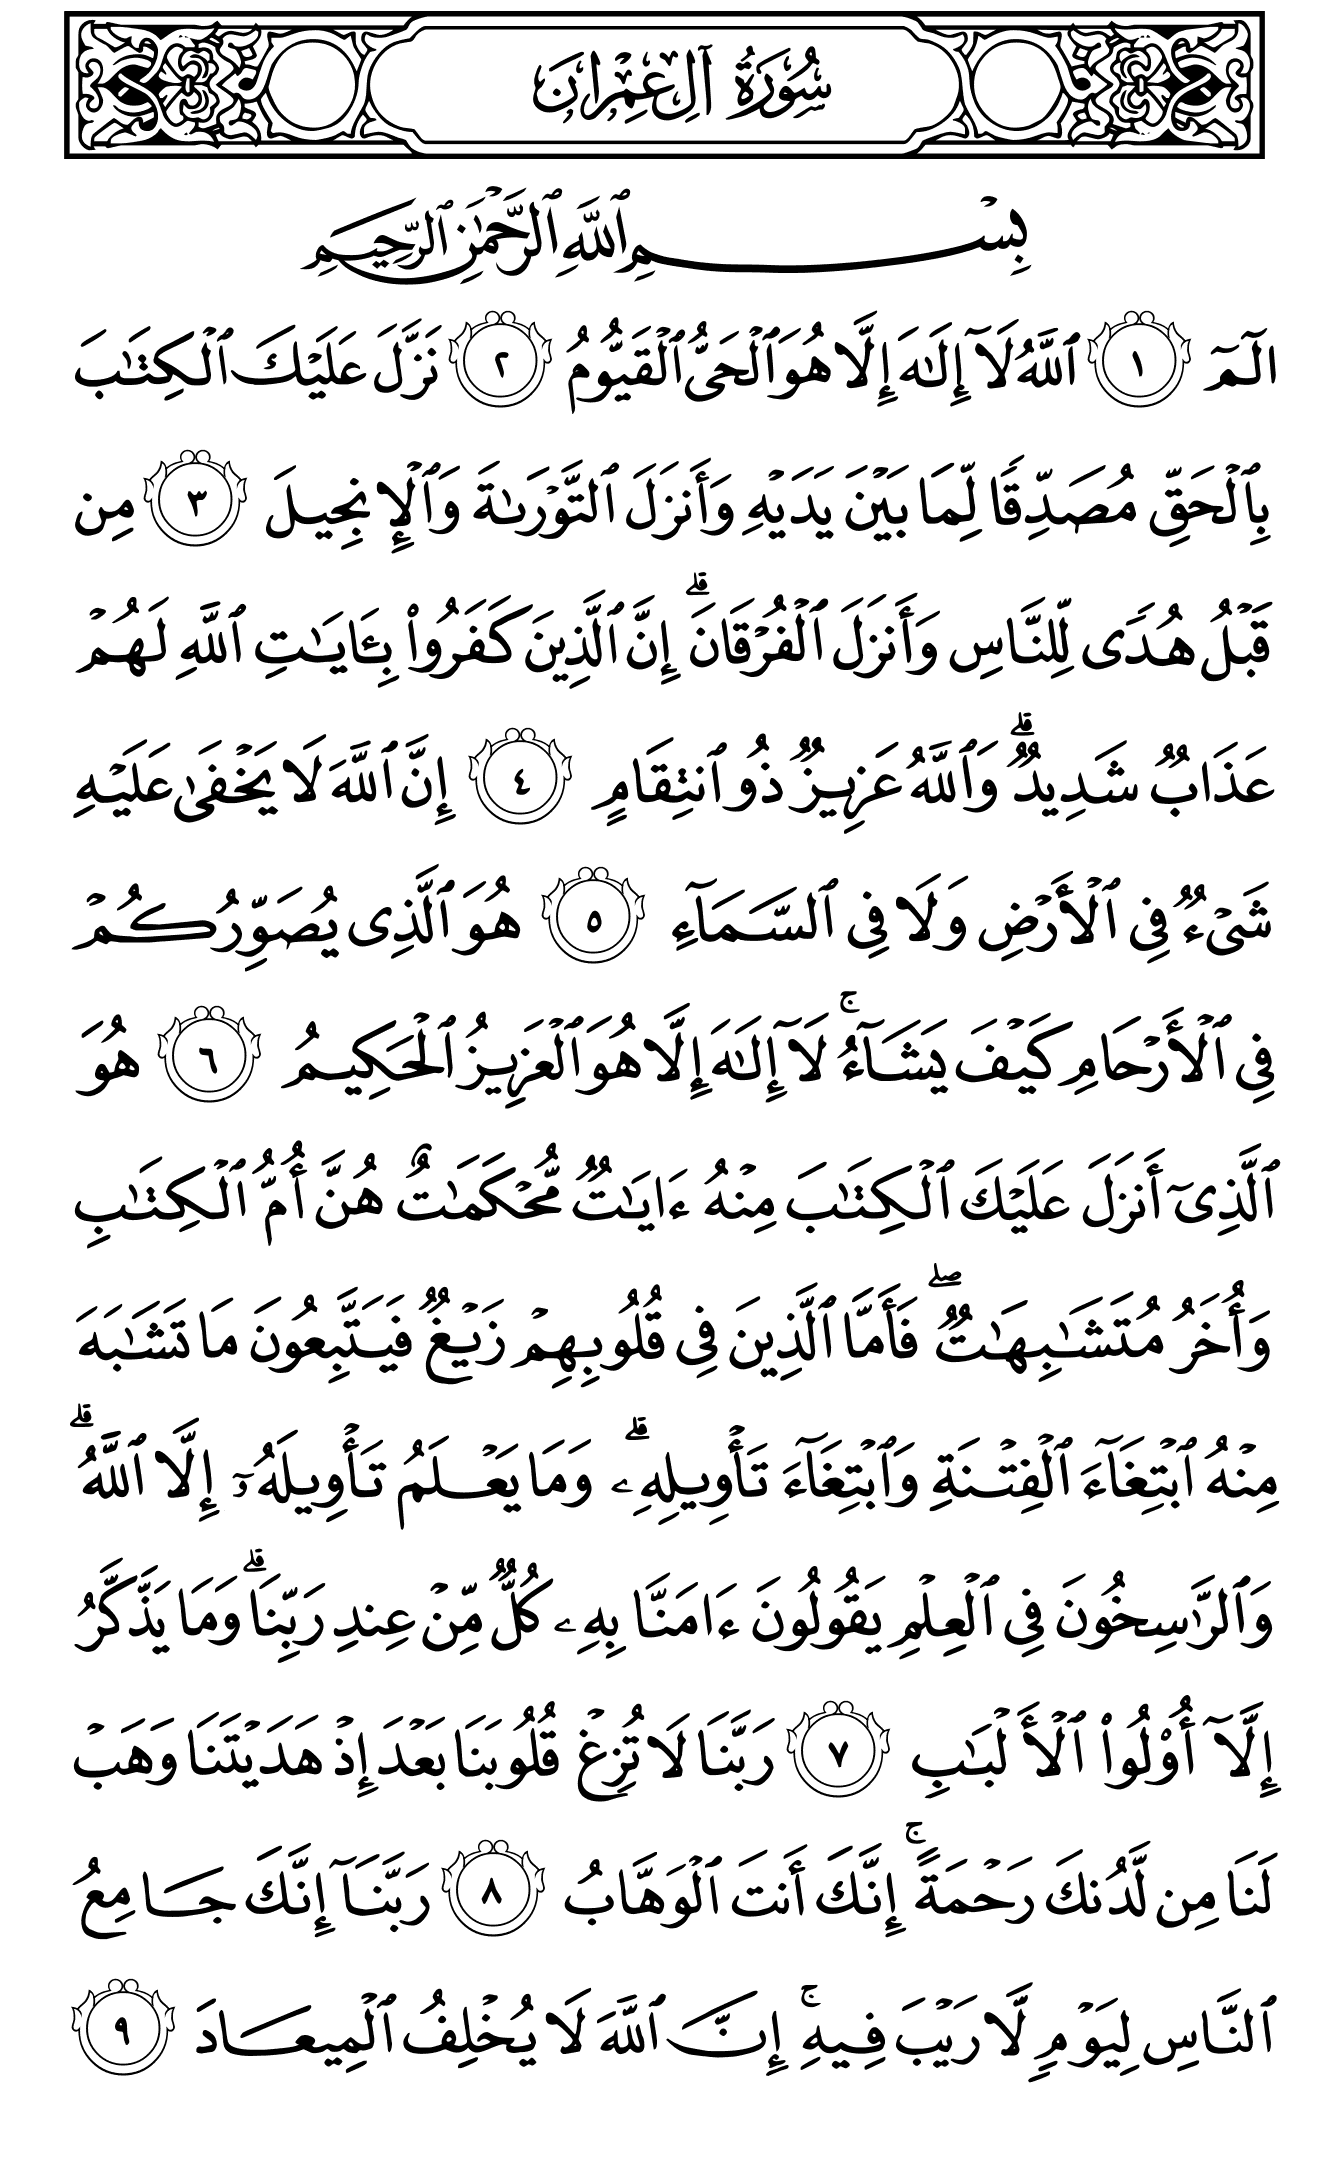 سُورَةُ آلِ عِمۡرَانَ
بِسۡمِ ٱللَّهِ ٱلرَّحۡمَٰنِ ٱلرَّحِيمِ
الٓمٓ ١ ٱللَّهُ لَآ إِلَٰهَ إِلَّا هُوَ ٱلۡحَيُّ ٱلۡقَيُّومُ ٢ نَزَّلَ عَلَيۡكَ ٱلۡكِتَٰبَ
بِٱلۡحَقِّ مُصَدِّقٗا لِّمَا بَيۡنَ يَدَيۡهِ وَأَنزَلَ ٱلتَّوۡرَىٰةَ وَٱلۡإِنجِيلَ ٣ مِن
قَبۡلُ هُدٗى لِّلنَّاسِ وَأَنزَلَ ٱلۡفُرۡقَانَۗ إِنَّ ٱلَّذِينَ كَفَرُواْ بِـَٔايَٰتِ ٱللَّهِ لَهُمۡ
عَذَابٞ شَدِيدٞۗ وَٱللَّهُ عَزِيزٞ ذُو ٱنتِقَامٍ ٤ إِنَّ ٱللَّهَ لَا يَخۡفَىٰ عَلَيۡهِ
شَيۡءٞ فِي ٱلۡأَرۡضِ وَلَا فِي ٱلسَّمَآءِ ٥ هُوَ ٱلَّذِي يُصَوِّرُكُمۡ
فِي ٱلۡأَرۡحَامِ كَيۡفَ يَشَآءُۚ لَآ إِلَٰهَ إِلَّا هُوَ ٱلۡعَزِيزُ ٱلۡحَكِيمُ ٦ هُوَ
ٱلَّذِيٓ أَنزَلَ عَلَيۡكَ ٱلۡكِتَٰبَ مِنۡهُ ءَايَٰتٞ مُّحۡكَمَٰتٌ هُنَّ أُمُّ ٱلۡكِتَٰبِ
وَأُخَرُ مُتَشَٰبِهَٰتٞۖ فَأَمَّا ٱلَّذِينَ فِي قُلُوبِهِمۡ زَيۡغٞ فَيَتَّبِعُونَ مَا تَشَٰبَهَ
مِنۡهُ ٱبۡتِغَآءَ ٱلۡفِتۡنَةِ وَٱبۡتِغَآءَ تَأۡوِيلِهِۦۗ وَمَا يَعۡلَمُ تَأۡوِيلَهُۥٓ إِلَّا ٱللَّهُۗ
وَٱلرَّٰسِخُونَ فِي ٱلۡعِلۡمِ يَقُولُونَ ءَامَنَّا بِهِۦ كُلّٞ مِّنۡ عِندِ رَبِّنَاۗ وَمَا يَذَّكَّرُ
إِلَّآ أُوْلُواْ ٱلۡأَلۡبَٰبِ ٧ رَبَّنَا لَا تُزِغۡ قُلُوبَنَا بَعۡدَ إِذۡ هَدَيۡتَنَا وَهَبۡ
لَنَا مِن لَّدُنكَ رَحۡمَةًۚ إِنَّكَ أَنتَ ٱلۡوَهَّابُ ٨ رَبَّنَآ إِنَّكَ جَامِعُ
ٱلنَّاسِ لِيَوۡمٖ لَّا رَيۡبَ فِيهِۚ إِنَّ ٱللَّهَ لَا يُخۡلِفُ ٱلۡمِيعَادَ ٩